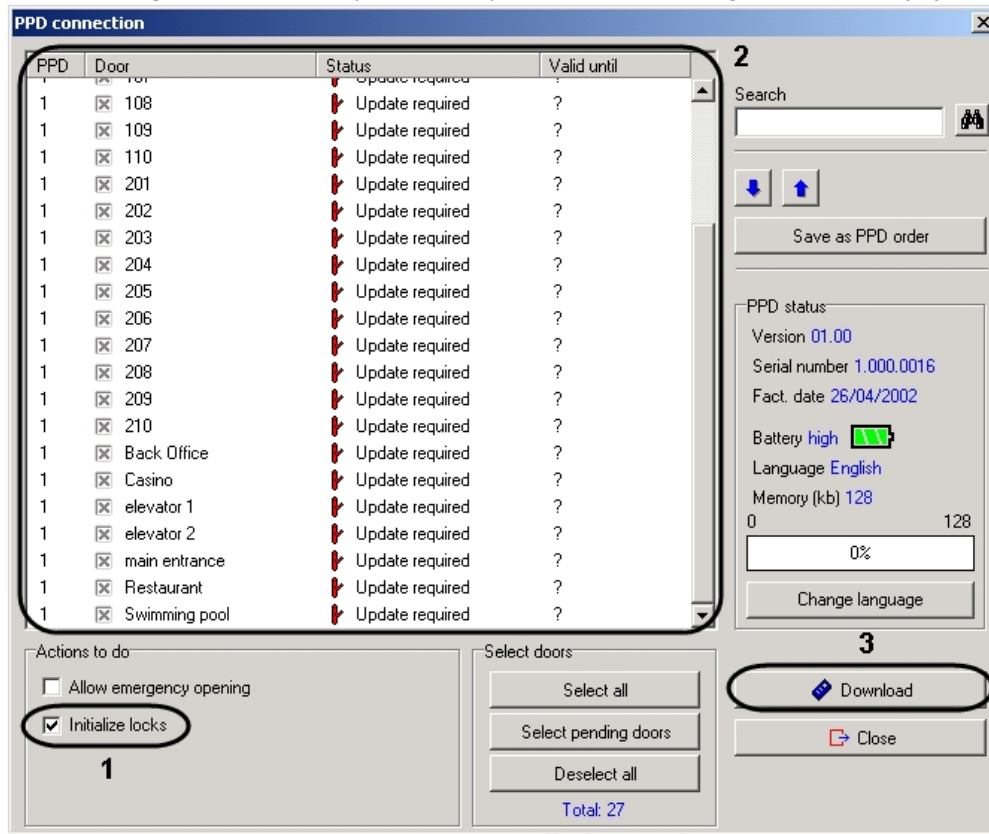 PPD connection
PPD Door Status Valid until
1 108 Update required ?
1 109 Update required ?
1 110 Update required ?
1 201 Update required ?
1 202 Update required ?
1 203 Update required ?
1 204 Update required ?
1 205 Update required ?
1 206 Update required ?
1 207 Update required ?
1 208 Update required ?
1 209 Update required ?
1 210 Update required ?
1 Back Office Update required ?
1 Casino Update required ?
1 elevator 1 Update required ?
1 elevator 2 Update required ?
1 main entrance Update required ?
1 Restaurant Update required ?
1 Swimming pool Update required ?
2
Search
Save as PPD order
PPD status
Version 01.00
Serial number 1.000.0016
Fact. date 26/04/2002
Battery high
Language English
Memory (kb) 128
0 128
0%
Change language
Actions to do
Allow emergency opening
Initialize locks
1
Select doors
Select all
Select pending doors
Deselect all
Total: 27
3
Download
Close